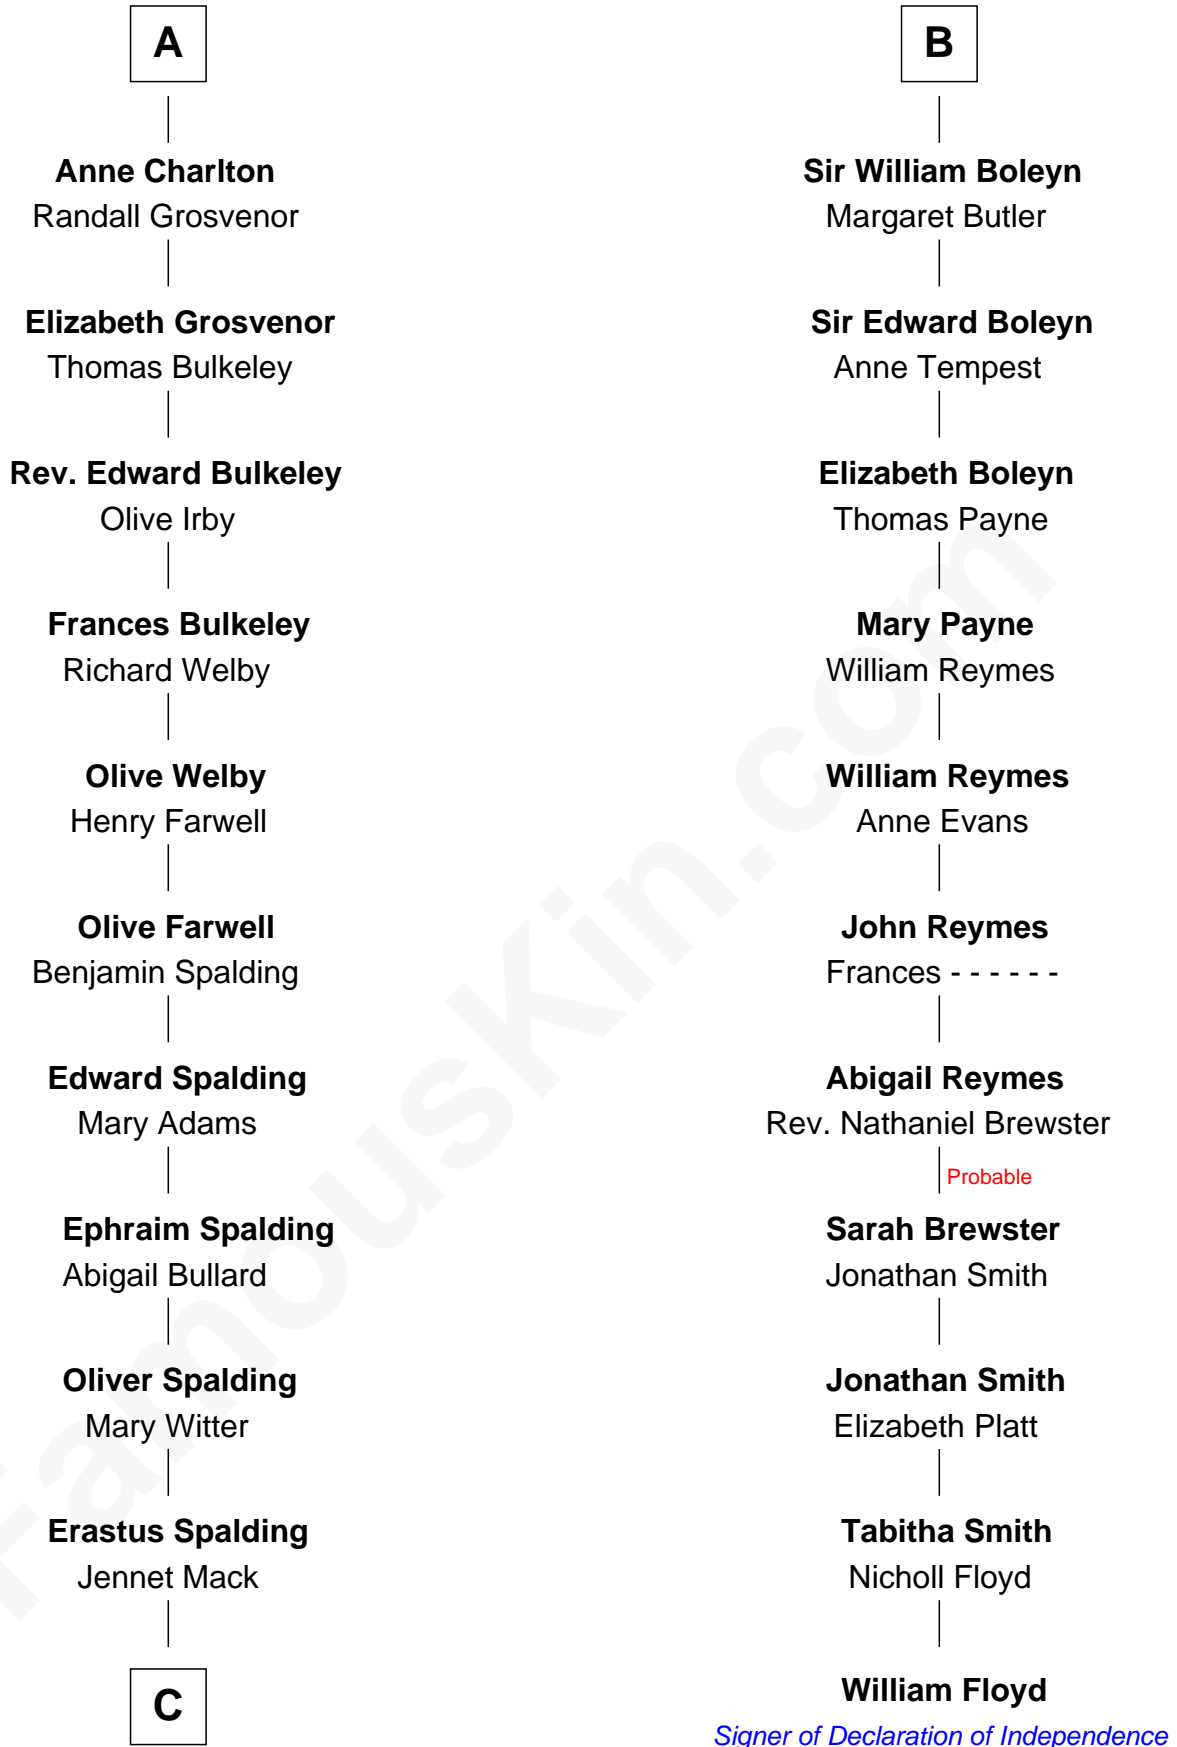 A
Anne Charlton
Randall Grosvenor
Elizabeth Grosvenor
Thomas Bulkeley
Rev. Edward Bulkeley
Olive Irby
Frances Bulkeley
Richard Welby
Olive Welby
Henry Farwell
Olive Farwell
Benjamin Spalding
Edward Spalding
Mary Adams
Ephraim Spalding
Abigail Bullard
Oliver Spalding
Mary Witter
Erastus Spalding
Jennet Mack
C
B
Sir William Boleyn
Margaret Butler
Sir Edward Boleyn
Anne Tempest
Elizabeth Boleyn
Thomas Payne
Mary Payne
William Reymes
William Reymes
Anne Evans
John Reymes
Frances - - - - - -
Abigail Reymes
Rev. Nathaniel Brewster
Probable
Sarah Brewster
Jonathan Smith
Jonathan Smith
Elizabeth Platt
Tabitha Smith
Nicholl Floyd
William Floyd
Signer of Declaration of Independence
FamousKin.com